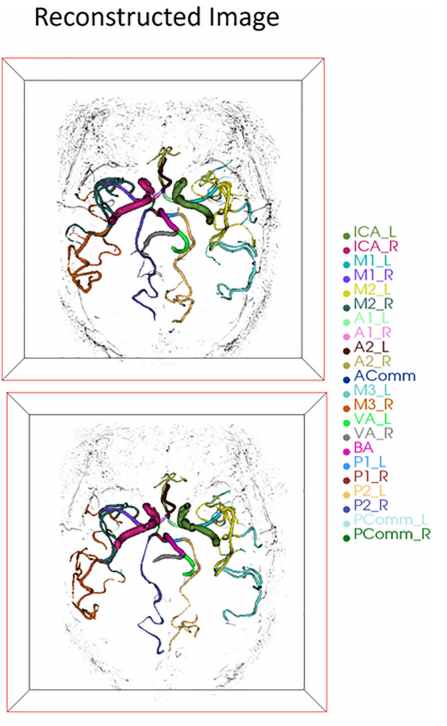 Reconstructed Image
ICA_L
ICA_R
M1_L
M1_R
M2_L
M2_R
A1_L
A1_R
A2_L
A2_R
AComm
M3_L
M3_R
VA_L
VA_R
BA
P1_L
P1_R
P2_L
P2_R
PComm_L
PComm_R